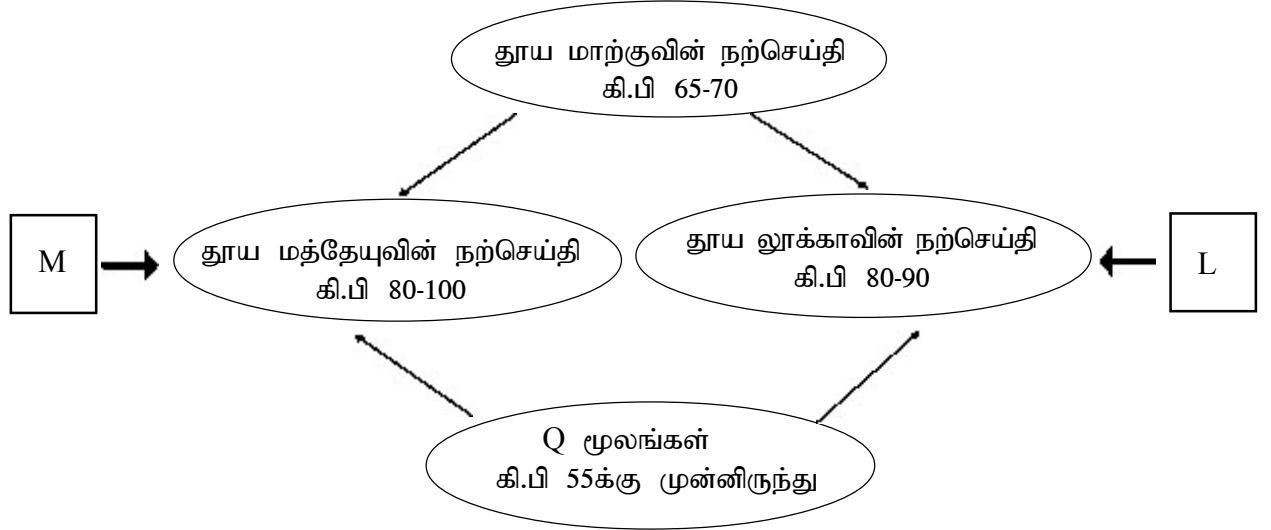 தூய மாற்குவின் நற்செய்தி
கி.பி 65-70
M
தூய மத்தேயுவின் நற்செய்தி
கி.பி 80-100
தூய லூக்காவின் நற்செய்தி
கி.பி 80-90
L
Q மூலங்கள்
கி.பி 55க்கு முன்னிருந்து